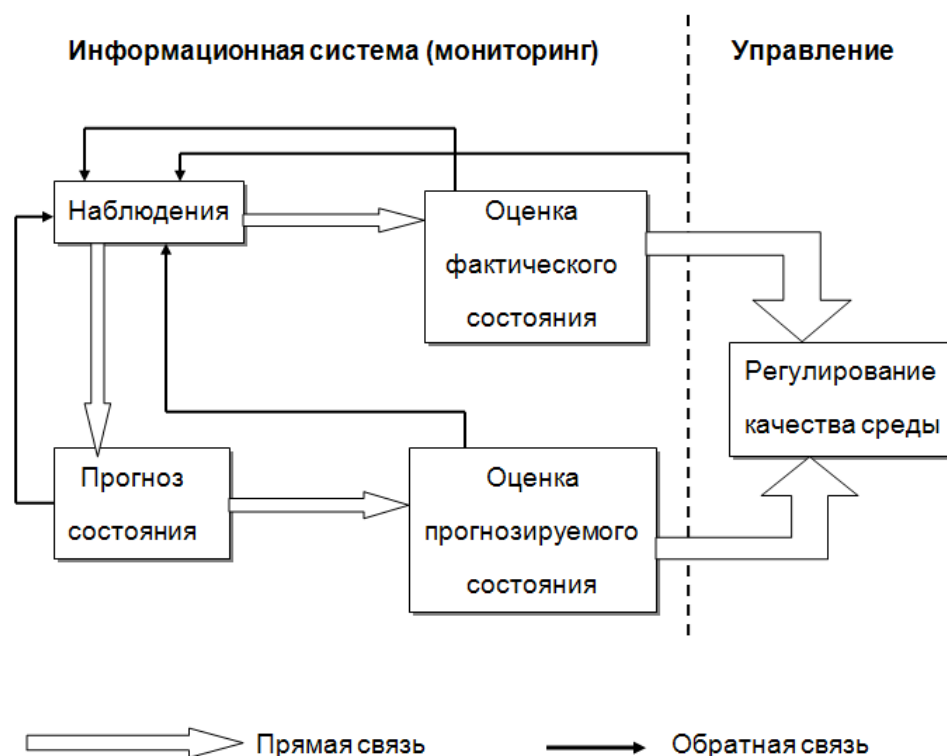 Информационная система (мониторинг)
Управление
Наблюдения
Оценка
фактического
состояния
Регулирование
качества среды
Прогноз
состояния
Оценка
прогнозируемого
состояния
Прямая связь
Обратная связь